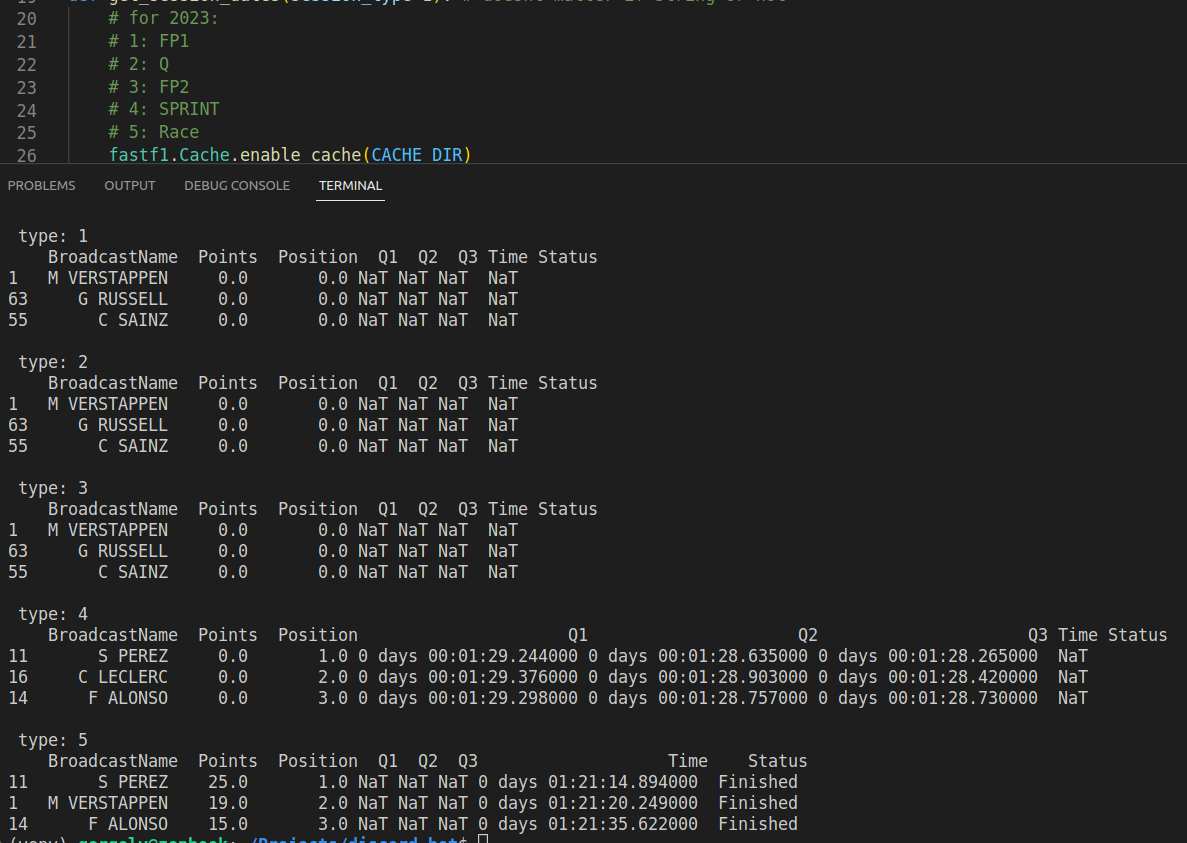 20 # for 2023:
21 # 1: FP1
22 # 2: Q
23 # 3: FP2
24 # 4: SPRINT
25 # 5: Race
26 fastf1.Cache.enable_cache(CACHE_DIR)
PROBLEMS OUTPUT DEBUG CONSOLE TERMINAL
type: 1
BroadcastName Points Position Q1 Q2 Q3 Time Status
1 M VERSTAPPEN 0.0 0.0 NaT NaT NaT NaT
63 G RUSSELL 0.0 0.0 NaT NaT NaT NaT
55 C SAINZ 0.0 0.0 NaT NaT NaT NaT
type: 2
BroadcastName Points Position Q1 Q2 Q3 Time Status
1 M VERSTAPPEN 0.0 0.0 NaT NaT NaT NaT
63 G RUSSELL 0.0 0.0 NaT NaT NaT NaT
55 C SAINZ 0.0 0.0 NaT NaT NaT NaT
type: 3
BroadcastName Points Position Q1 Q2 Q3 Time Status
1 M VERSTAPPEN 0.0 0.0 NaT NaT NaT NaT
63 G RUSSELL 0.0 0.0 NaT NaT NaT NaT
55 C SAINZ 0.0 0.0 NaT NaT NaT NaT
type: 4
BroadcastName Points Position Q1 Q2 Q3 Time Status
11 S PEREZ 0.0 1.0 0 days 00:01:29.244000 0 days 00:01:28.635000 0 days 00:01:28.265000 NaT
16 C LECLERC 0.0 2.0 0 days 00:01:29.376000 0 days 00:01:28.903000 0 days 00:01:28.420000 NaT
14 F ALONSO 0.0 3.0 0 days 00:01:29.298000 0 days 00:01:28.757000 0 days 00:01:28.730000 NaT
type: 5
BroadcastName Points Position Q1 Q2 Q3 Time Status
11 S PEREZ 25.0 1.0 NaT NaT NaT 0 days 01:21:14.894000 Finished
1 M VERSTAPPEN 19.0 2.0 NaT NaT NaT 0 days 01:21:20.249000 Finished
14 F ALONSO 15.0 3.0 NaT NaT NaT 0 days 01:21:35.622000 Finished